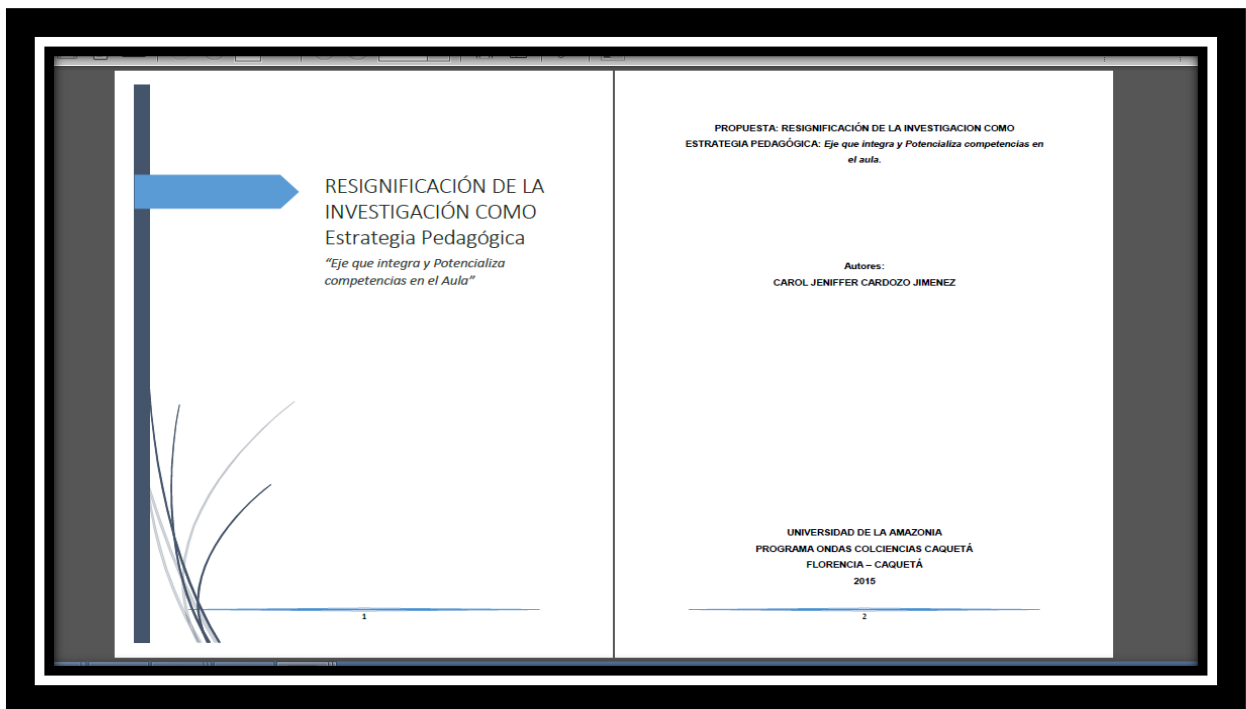 RESIGNIFICACIÓN DE LA
INVESTIGACIÓN COMO
Estrategia Pedagógica
“Eje que integra y Potencializa
competencias en el Aula”
1
PROPUESTA: RESIGNIFICACIÓN DE LA INVESTIGACION COMO
ESTRATEGIA PEDAGÓGICA: Eje que integra y Potencializa competencias en
el aula.
Autores:
CAROL JENIFFER CARDOZO JIMENEZ
UNIVERSIDAD DE LA AMAZONIA
PROGRAMA ONDAS COLCIENCIAS CAQUETÁ
FLORENCIA – CAQUETÁ
2015
2